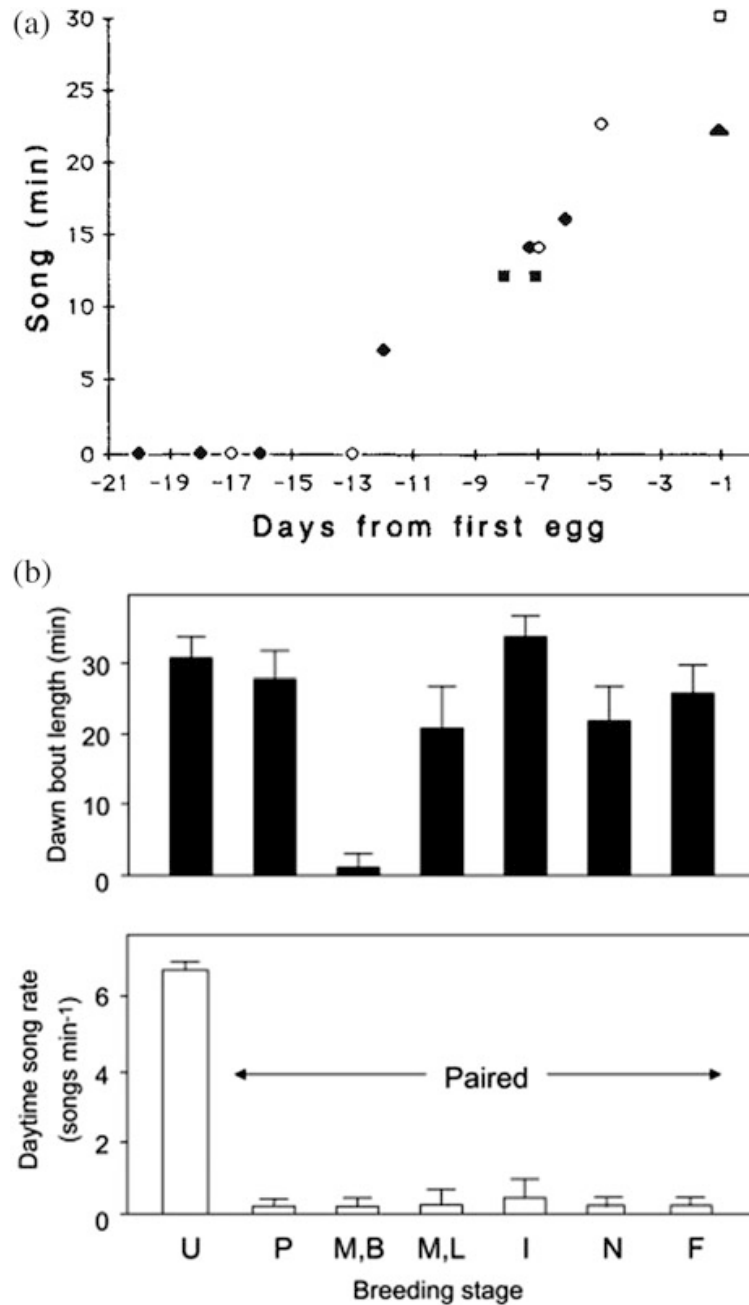 (a)
30
25
20
15
10
5
0
Song (min)
-21 -19 -17 -15 -13 -11 -9 -7 -5 -3 -1
Days from first egg
(b)
Dawn bout length (min)
30
20
10
0
Daytime song rate
(songs min-1)
6
4
2
0
Paired
U P M,B M,L I N F
Breeding stage